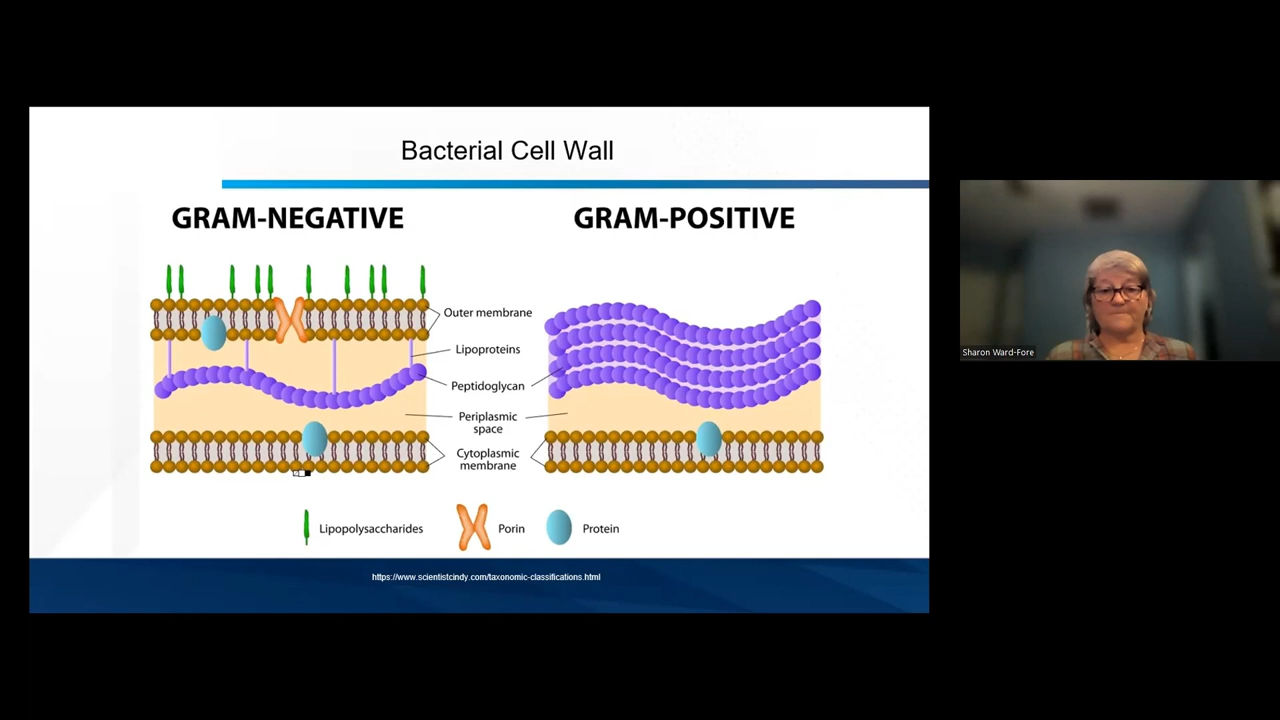 Bacterial Cell Wall
GRAM-NEGATIVE
GRAM-POSITIVE
Outer membrane
Lipoproteins
Peptidoglycan
Periplasmic
space
Cytoplasmic
membrane
Lipopolysaccharides
Porin
Protein
https://www.scientistcindy.com/taxonomic-classifications.html
Sharon Ward-Fore